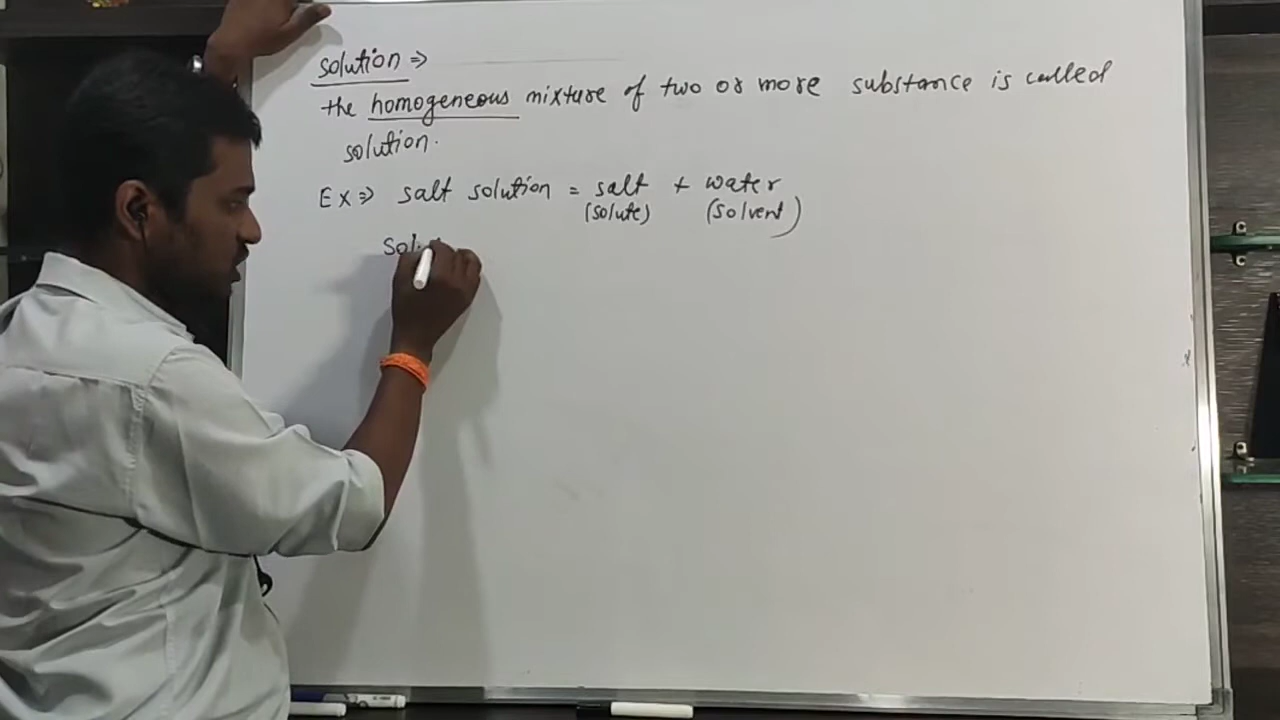 solution ⇒
the homogeneous mixture of two or more substance is called
solution.
Ex ⇒ salt solution = salt + water
(solute) (solvent)